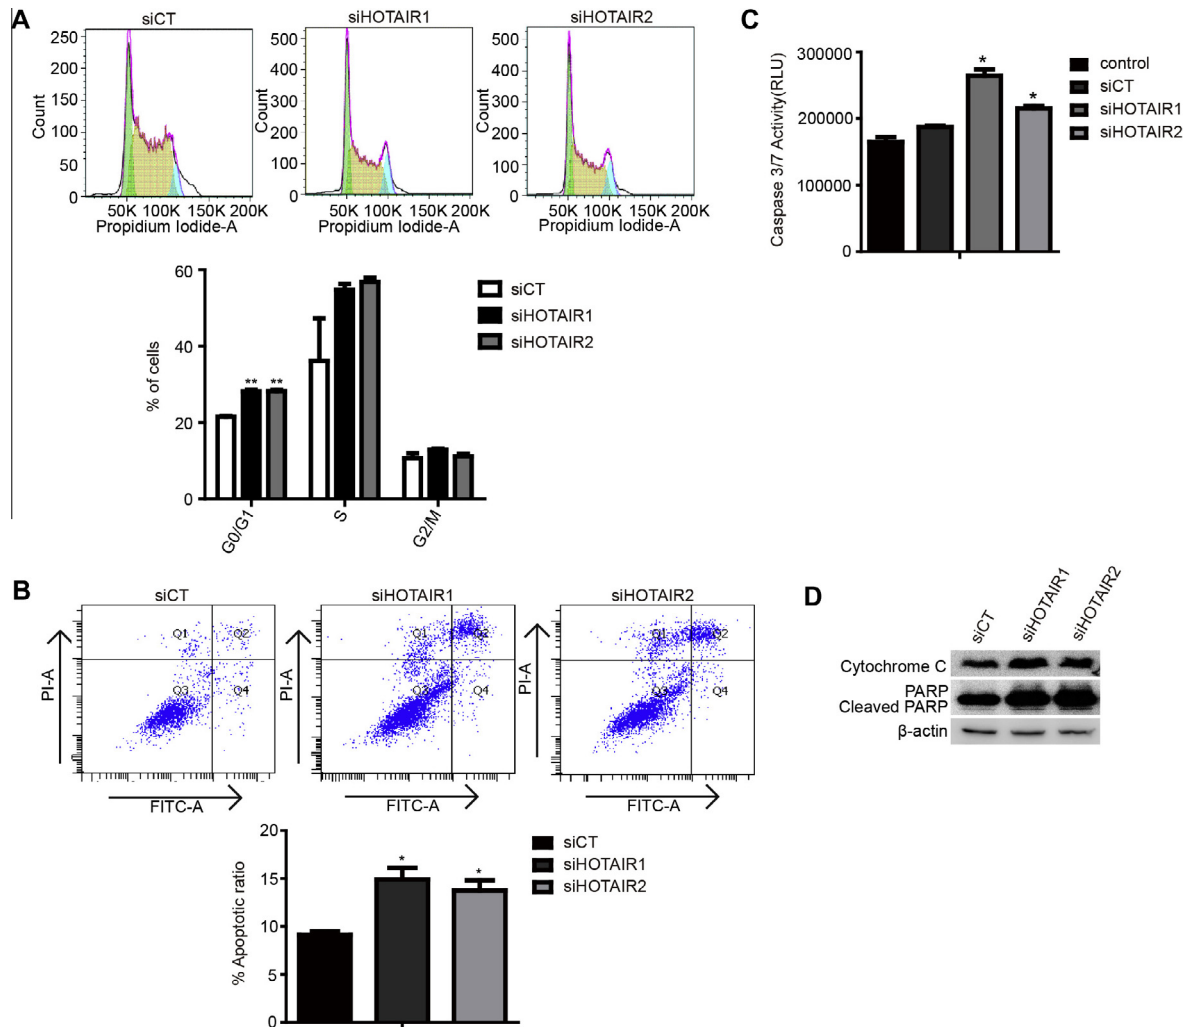 A
siCT
siHOTAIR1
siHOTAIR2
Count
250
200
150
100
50
0
50K 100K 150K 200K
Propidium Iodide-A
Count
500
400
300
200
100
0
50K 100K 150K 200K
Propidium Iodide-A
Count
500
400
300
200
100
0
50K 100K 150K 200K
Propidium Iodide-A
% of cells
60
40
20
0
** **
G0/G1
S
G2/M
siCT
siHOTAIR1
siHOTAIR2
B
siCT
siHOTAIR1
siHOTAIR2
PI-A
Q1 Q2
Q3 Q4
FITC-A
PI-A
Q1 Q2
Q4
FITC-A
PI-A
Q1 Q2
Q3 Q4
FITC-A
% Apoptotic ratio
20
15
10
5
0
* *
siCT
siHOTAIR1
siHOTAIR2
C
Caspase 3/7 Activity(RLU)
300000
200000
100000
0
* *
control
siCT
siHOTAIR1
siHOTAIR2
D
siCT
siHOTAIR1
siHOTAIR2
Cytochrome C
PARP
Cleaved PARP
β-actin